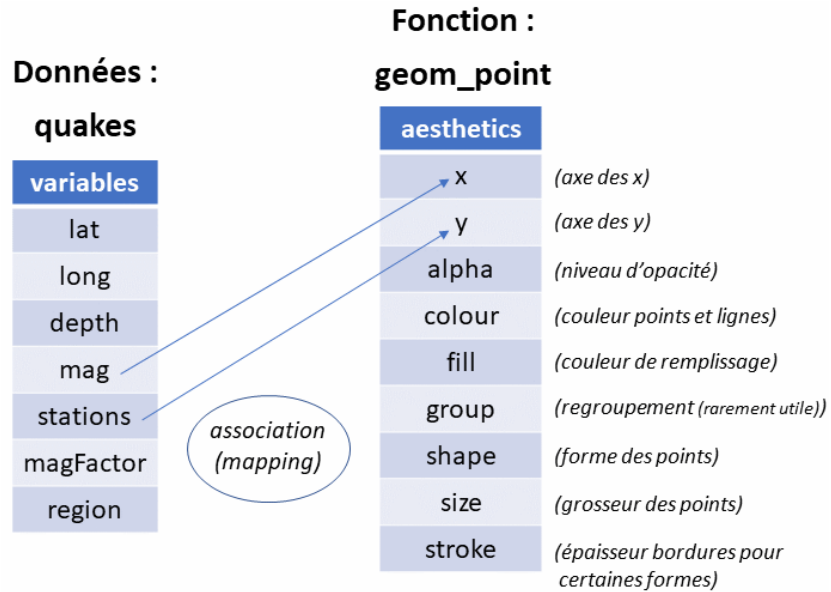 Données :
quakes
variables
lat
long
depth
mag
stations
magFactor
region
association
(mapping)
Fonction :
geom_point
aesthetics
x (axe des x)
y (axe des y)
alpha (niveau d’opacité)
colour (couleur points et lignes)
fill (couleur de remplissage)
group (regroupement (rarement utile))
shape (forme des points)
size (grosseur des points)
stroke (épaisseur bordures pour
certaines formes)